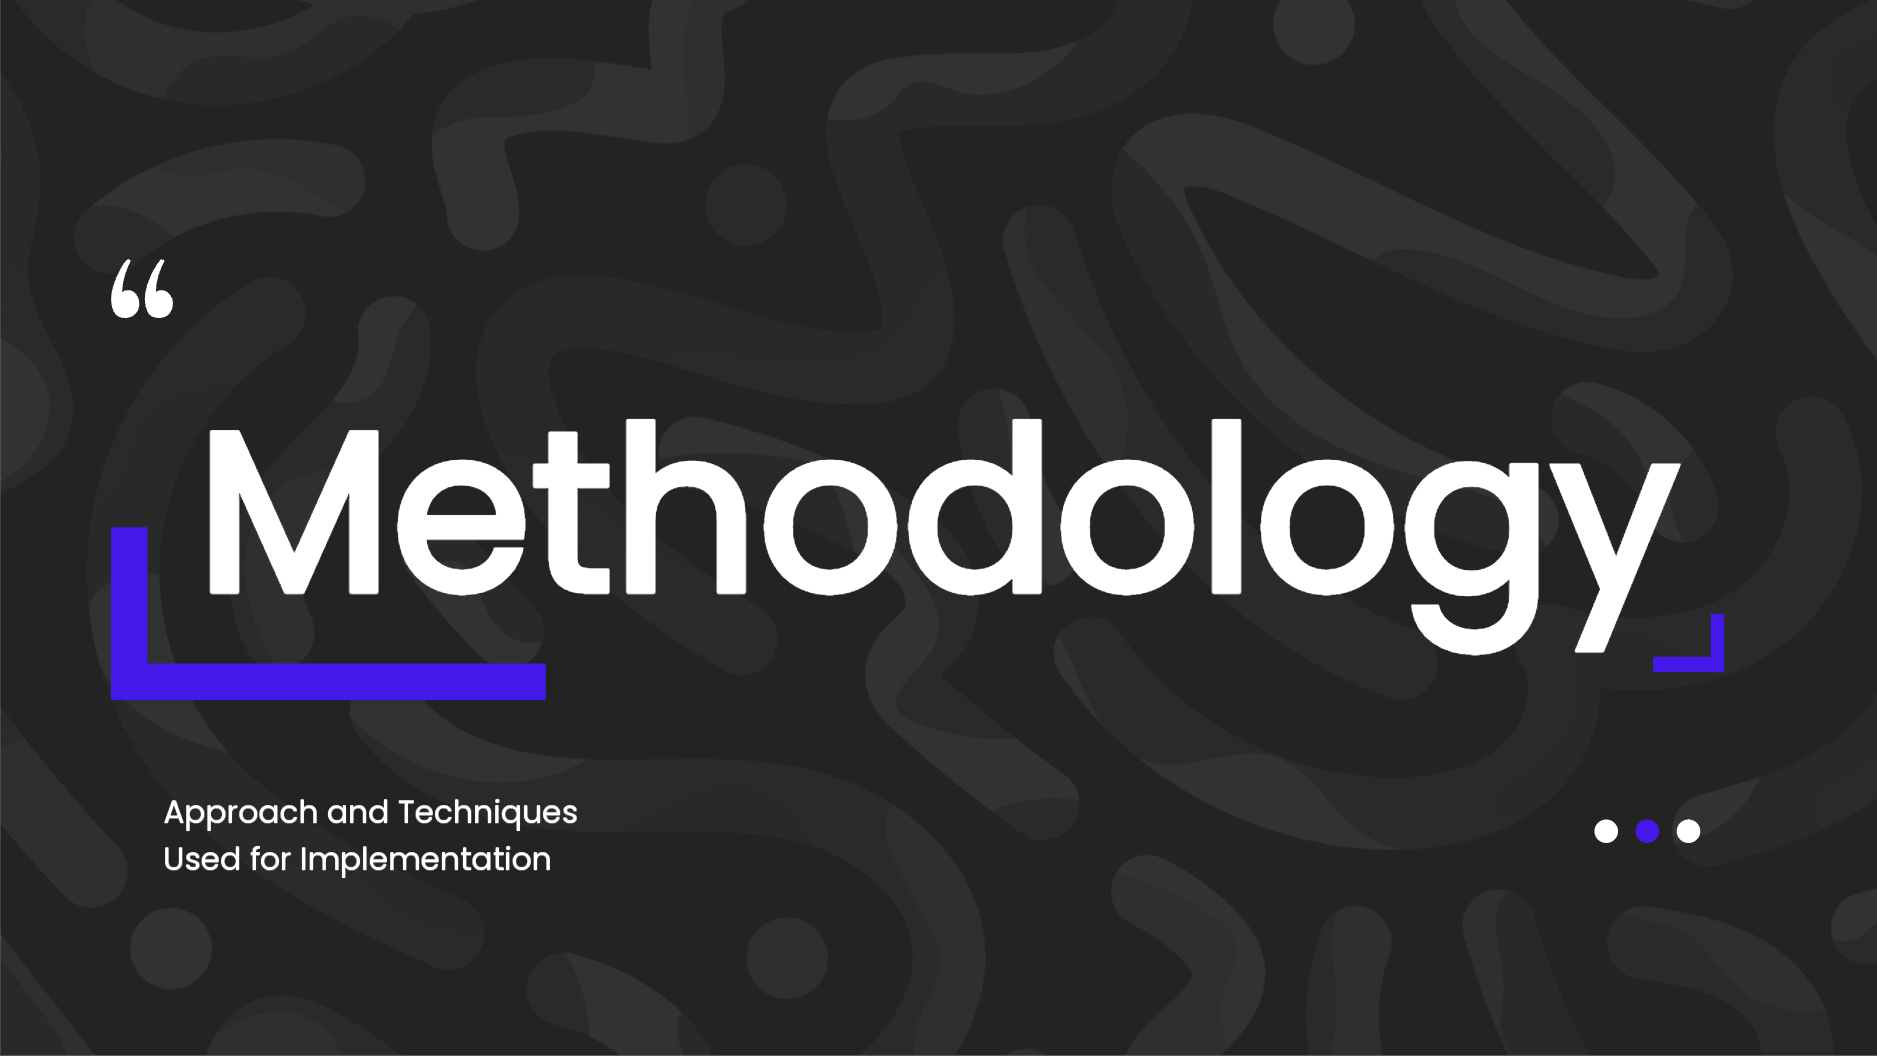 “
Methodology
Approach and Techniques
Used for Implementation